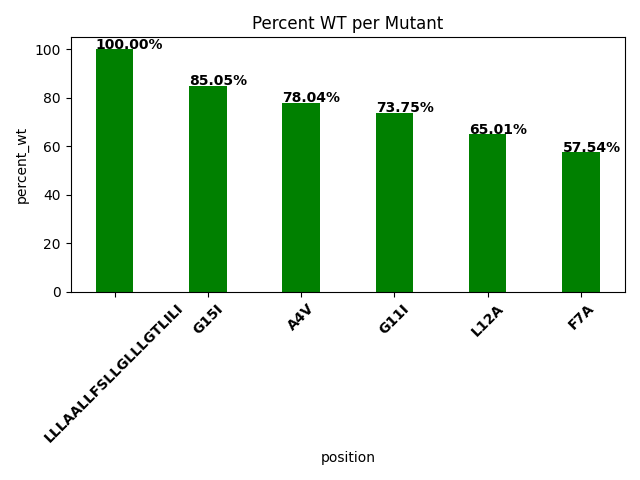 Percent WT per Mutant
percent_wt
100
80
60
40
20
0
100.00%
85.05%
78.04%
73.75%
65.01%
57.54%
LLLAALLFSLLGLLLGTLILI
G15I
A4V
G11I
L12A
F7A
position